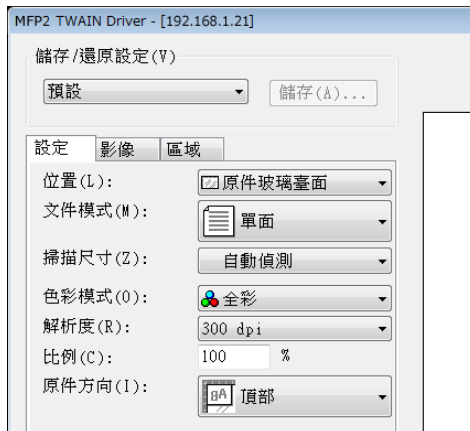 MFP2 TWAIN Driver - [192.168.1.21]
儲存/還原設定(V)
預設 儲存(A)...
設定 影像 區域
位置(L): 原件玻璃臺面
文件模式(M): 單面
掃描尺寸(Z): 自動偵測
色彩模式(O): 全彩
解析度(R): 300 dpi
比例(C): 100 %
原件方向(I): 頂部